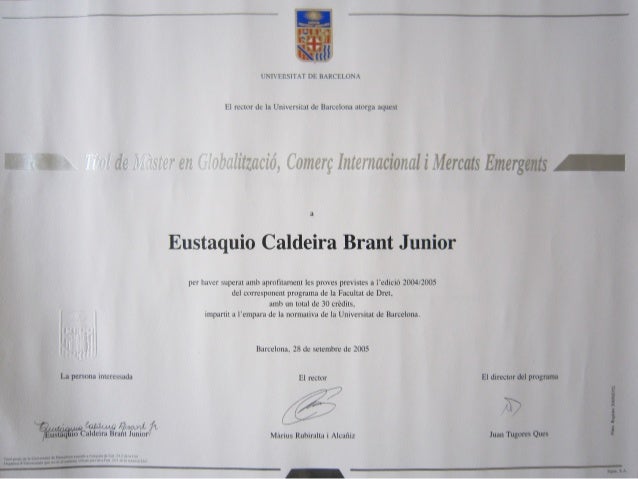 UNIVERSITAT DE BARCELONA
El rector de la Universitat de Barcelona atorga aquest
Títol de Màster en Globalització, Comerç Internacional i Mercats Emergents
a
Eustaquio Caldeira Brant Junior
per haver superat amb aprofitament les proves previstes a l'edició 2004/2005
del corresponent programa de la Facultat de Dret,
amb un total de 30 crèdits,
impartit a l'empara de la normativa de la Universitat de Barcelona.
Barcelona, 28 de setembre de 2005
La persona interessada
El rector
El director del programa
Eustaquio Caldeira Brant Jr
Eustaquio Caldeira Brant Junior
Màrius Rubiralta i Alcañiz
Juan Tugores Ques